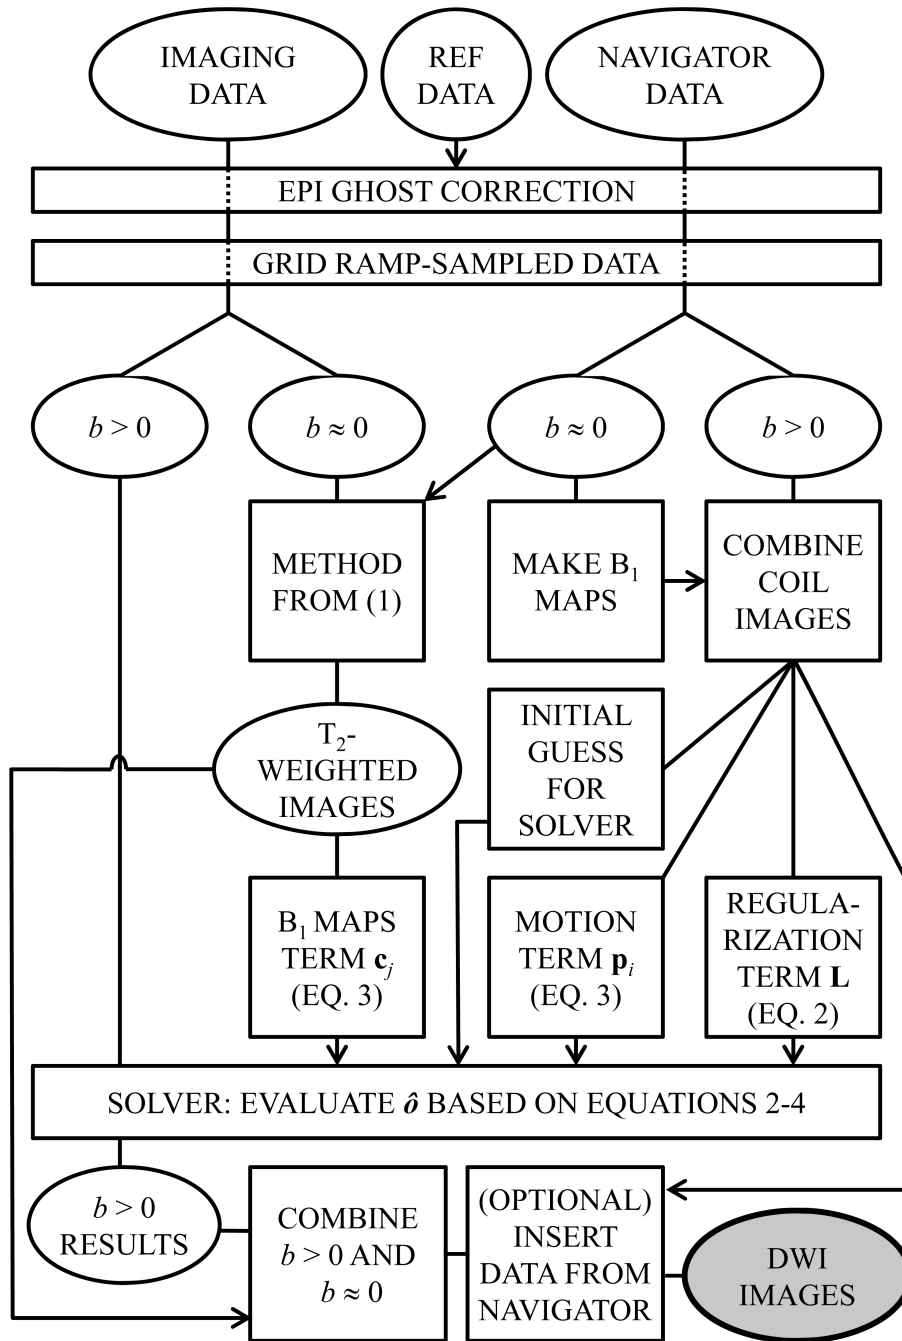 IMAGING
DATA
REF
DATA
NAVIGATOR
DATA
EPI GHOST CORRECTION
GRID RAMP-SAMPLED DATA
b > 0
b ≈ 0
b ≈ 0
b > 0
METHOD
FROM (1)
MAKE B₁
MAPS
COMBINE
COIL
IMAGES
T₂-
WEIGHTED
IMAGES
INITIAL
GUESS
FOR
SOLVER
B₁ MAPS
TERM cⱼ
(EQ. 3)
MOTION
TERM pᵢ
(EQ. 3)
REGULA-
RIZATION
TERM L
(EQ. 2)
SOLVER: EVALUATE ô BASED ON EQUATIONS 2-4
b > 0
RESULTS
COMBINE
b > 0 AND
b ≈ 0
(OPTIONAL)
INSERT
DATA FROM
NAVIGATOR
DWI
IMAGES